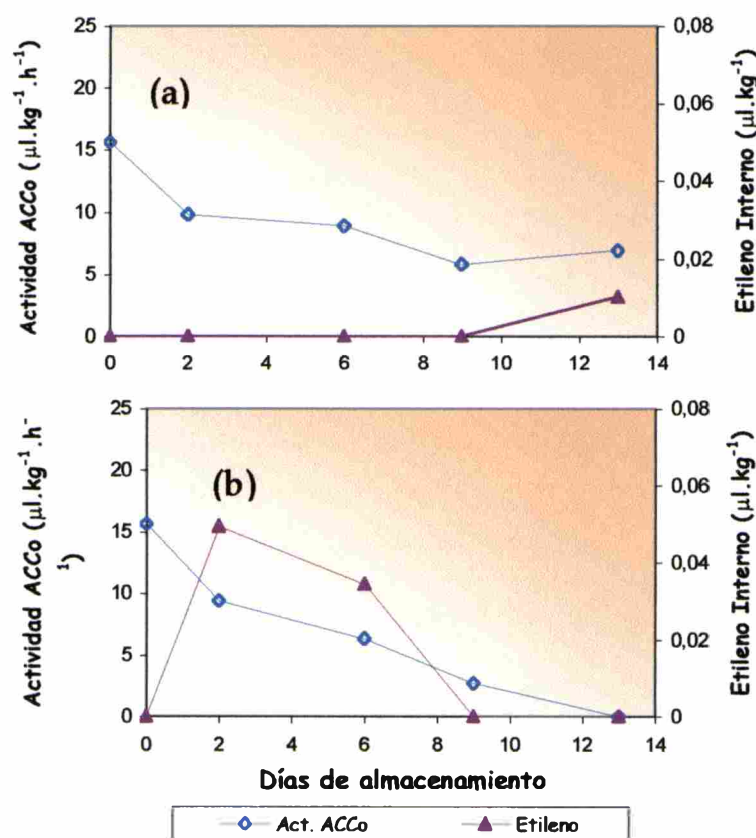 25
20
15
10
5
0
Actividad ACCo (µl.kg⁻¹.h⁻¹)
(a)
0,08
0,06
0,04
0,02
0
Etileno Interno (µl.kg⁻¹)
0 2 4 6 8 10 12 14
25
20
15
10
5
0
Actividad ACCo (µl.kg⁻¹.h⁻
¹)
(b)
0,08
0,06
0,04
0,02
0
Etileno Interno (µl.kg⁻¹)
0 2 4 6 8 10 12 14
Días de almacenamiento
Act. ACCo Etileno